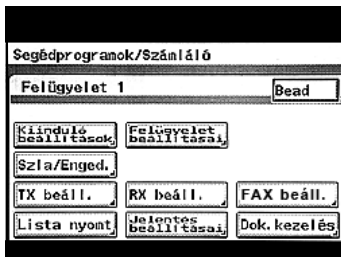 Segédprogramok/Számláló
Felügyelet 1
Bead
Kiinduló
beállítások
Felügyelet
beállításai
Szla/Enged.
TX beáll.
RX beáll.
FAX beáll.
Lista nyomt
Jelentés
beállításai
Dok. kezelés